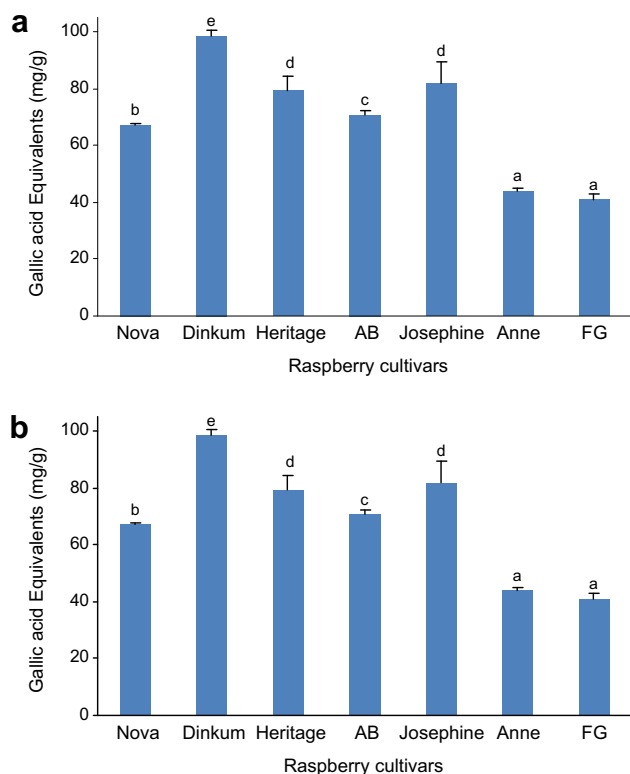 a
Gallic acid Equivalents (mg/g)
100
80
60
40
20
0
b
e
d
c
d
a
a
Nova Dinkum Heritage AB Josephine Anne FG
Raspberry cultivars
b
Gallic acid Equivalents (mg/g)
100
80
60
40
20
0
b
e
d
c
d
a
a
Nova Dinkum Heritage AB Josephine Anne FG
Raspberry cultivars